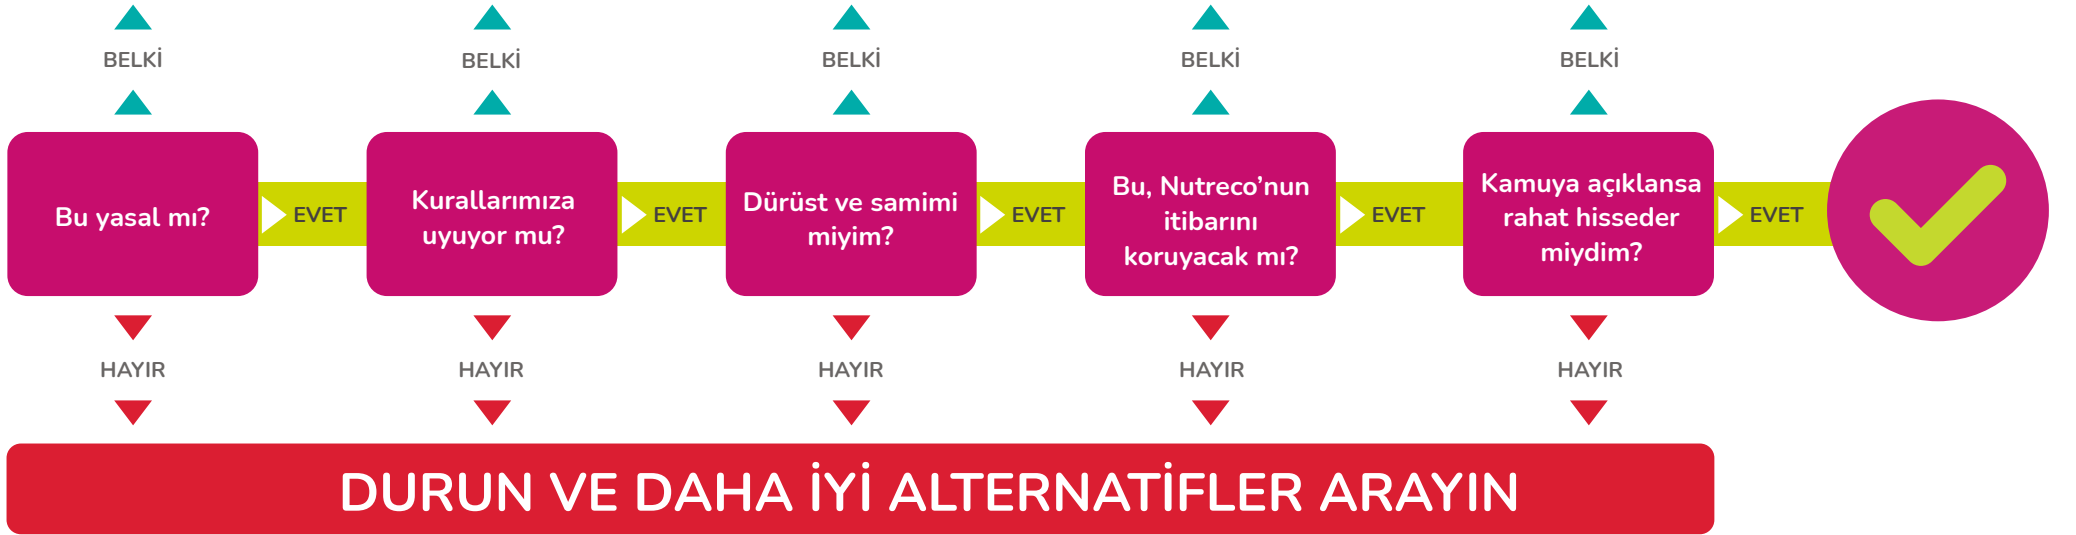 BELKİ
BELKİ
BELKİ
BELKİ
BELKİ
Bu yasal mı?
EVET
Kurallarımıza
uyuyor mu?
EVET
Dürüst ve samimi
miyim?
EVET
Bu, Nutreco’nun
itibarını
koruyacak mı?
EVET
Kamuya açıklansa
rahat hisseder
miydim?
EVET
HAYIR
HAYIR
HAYIR
HAYIR
HAYIR
DURUN VE DAHA İYİ ALTERNATİFLER ARAYIN